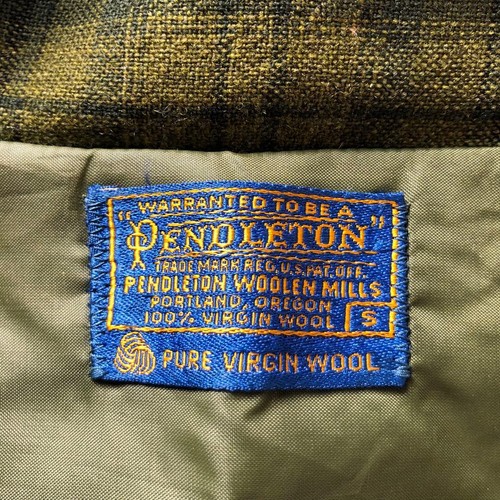 WARRANTED TO BE A
"PENDLETON"
TRADE MARK REG. U.S. PAT. OFF.
PENDLETON WOOLEN MILLS
PORTLAND, OREGON
100% VIRGIN WOOL S
PURE VIRGIN WOOL